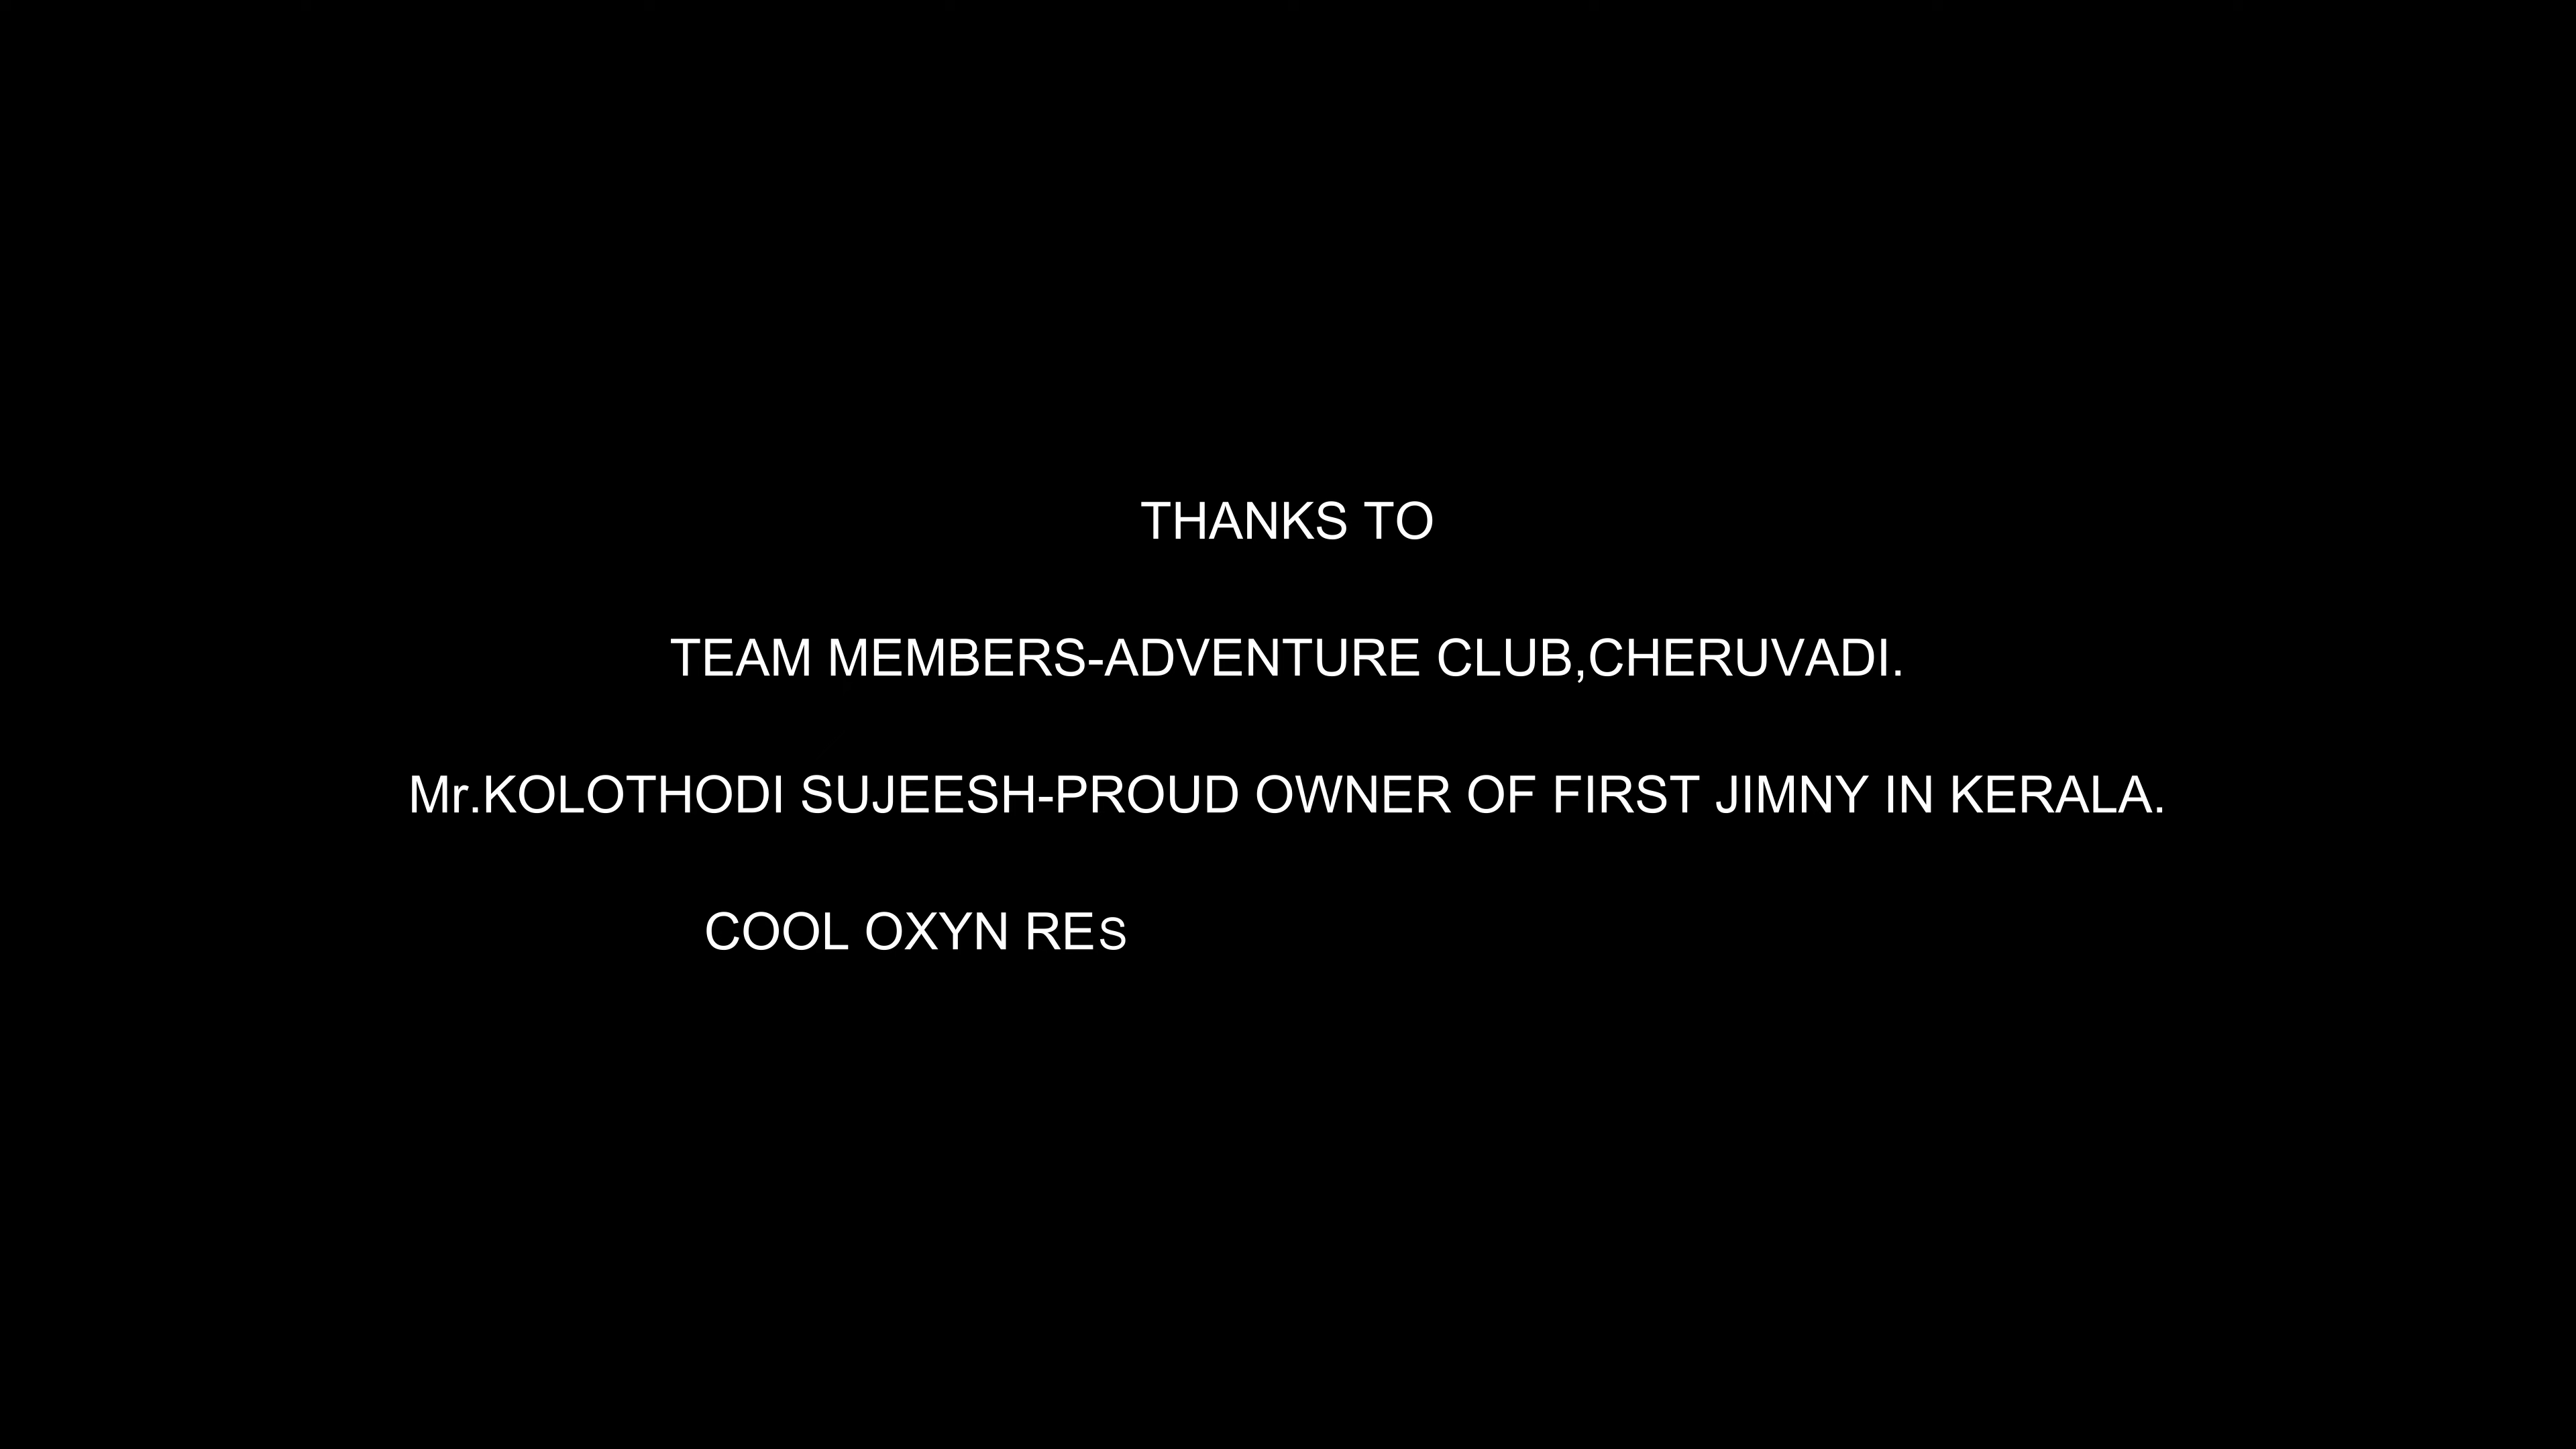 THANKS TO
TEAM MEMBERS-ADVENTURE CLUB,CHERUVADI.
Mr.KOLOTHODI SUJEESH-PROUD OWNER OF FIRST JIMNY IN KERALA.
COOL OXYN RES